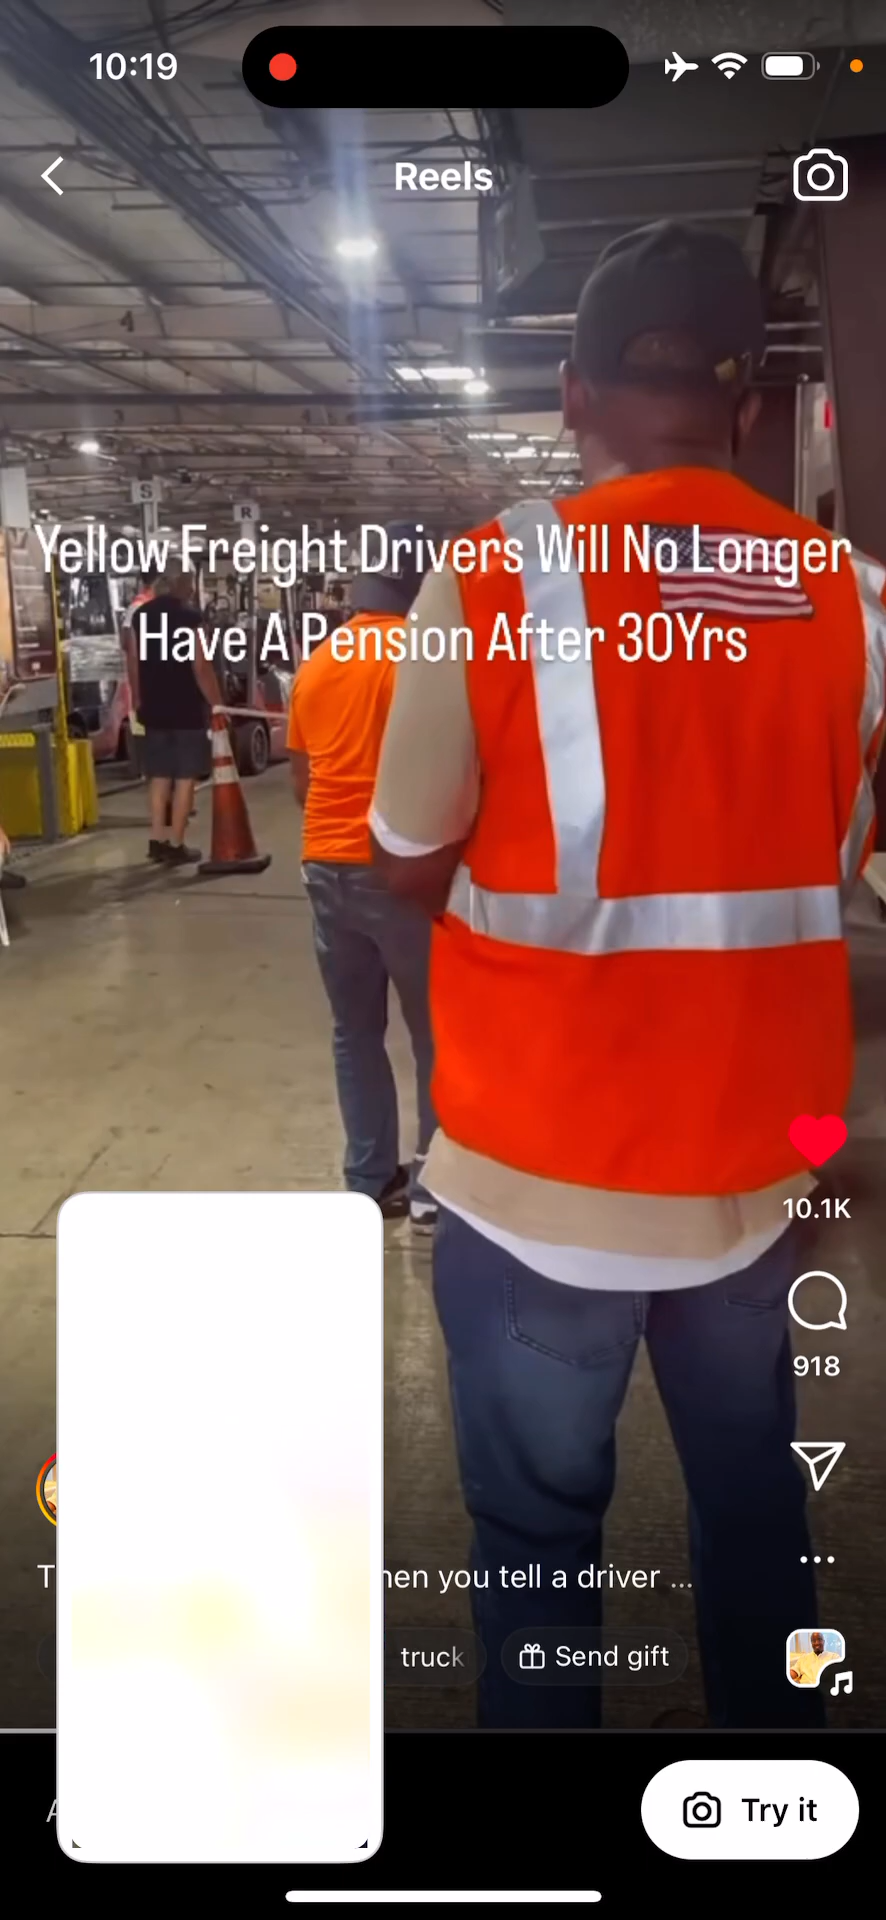 10:19
Reels
4
S
R
Yellow Freight Drivers Will No Longer
Have A Pension After 30Yrs
10.1K
918
T
hen you tell a driver ...
truck
Send gift
A
Try it